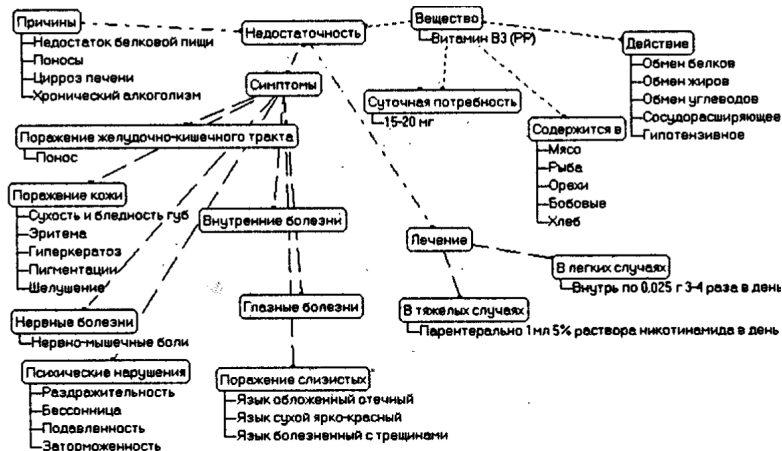 Причины
Недостаток белковой пищи
Поносы
Цирроз печени
Хронический алкоголизм
Недостаточность
Вещество
Витамин В3 (РР)
Действие
Обмен белков
Обмен жиров
Обмен углеводов
Сосудорасширяющее
Гипотензивное
Симптомы
Суточная потребность
15-20 мг
Содержится в
Мясо
Рыба
Орехи
Бобовые
Хлеб
Поражение желудочно-кишечного тракта
Понос
Поражение кожи
Сухость и бледность губ
Эритема
Гиперкератоз
Пигментации
Шелушение
Внутренние болезни
Лечение
В легких случаях
Внутрь по 0,025 г 3-4 раза в день
В тяжелых случаях
Парентерально 1 мл 5% раствора никотинамида в день
Нервные болезни
Нервно-мышечные боли
Глазные болезни
Психические нарушения
Раздражительность
Бессонница
Подавленность
Заторможенность
Поражение слизистых
Язык обложенный отечный
Язык сухой ярко-красный
Язык болезненный с трещинами